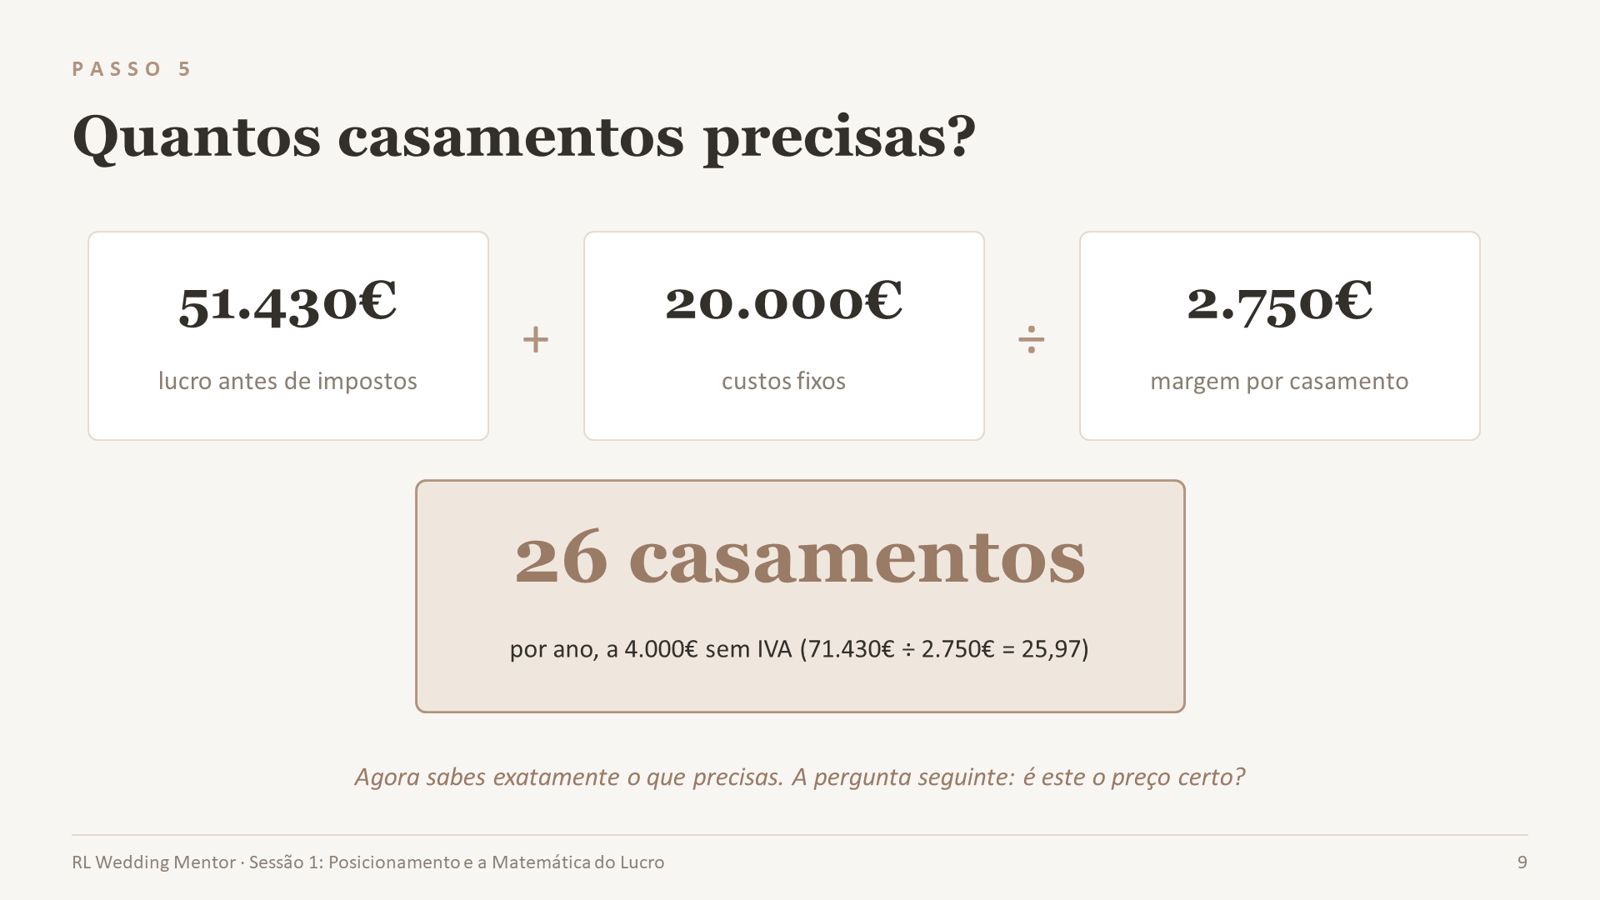 PASSO 5
Quantos casamentos precisas?
51.430€
lucro antes de impostos
+
20.000€
custos fixos
÷
2.750€
margem por casamento
26 casamentos
por ano, a 4.000€ sem IVA (71.430€ ÷ 2.750€ = 25,97)
Agora sabes exatamente o que precisas. A pergunta seguinte: é este o preço certo?
RL Wedding Mentor · Sessão 1: Posicionamento e a Matemática do Lucro
9